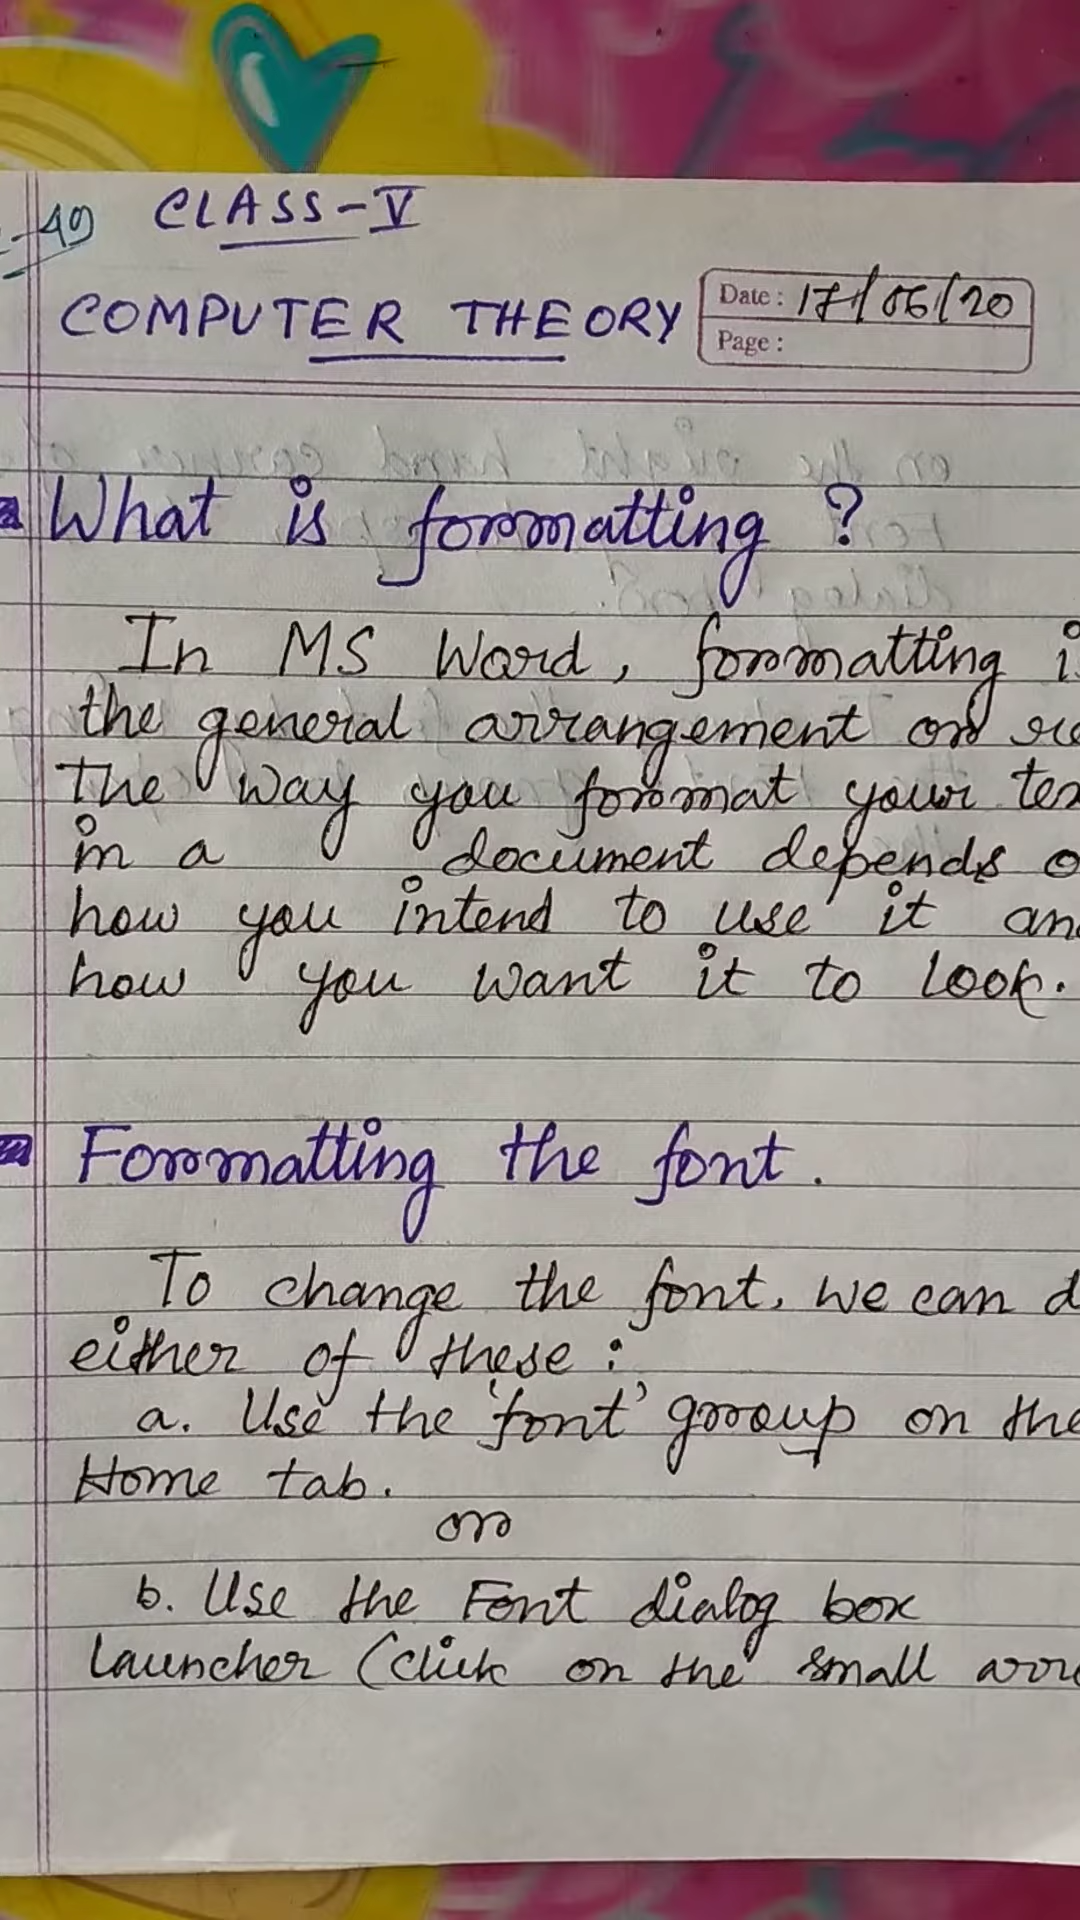 -49 CLASS-V
COMPUTER THEORY
Date: 17/06/20
Page:
What is formatting ?
In MS Word, formatting is
the general arrangement or
The way you format your
in a document depends
how you intend to use it
how you want it to look.
Formatting the font.
To change the font, we can
either of these :
a. Use the 'font' group on the
Home tab.
or
b. Use the Font dialog box
launcher (click on the small